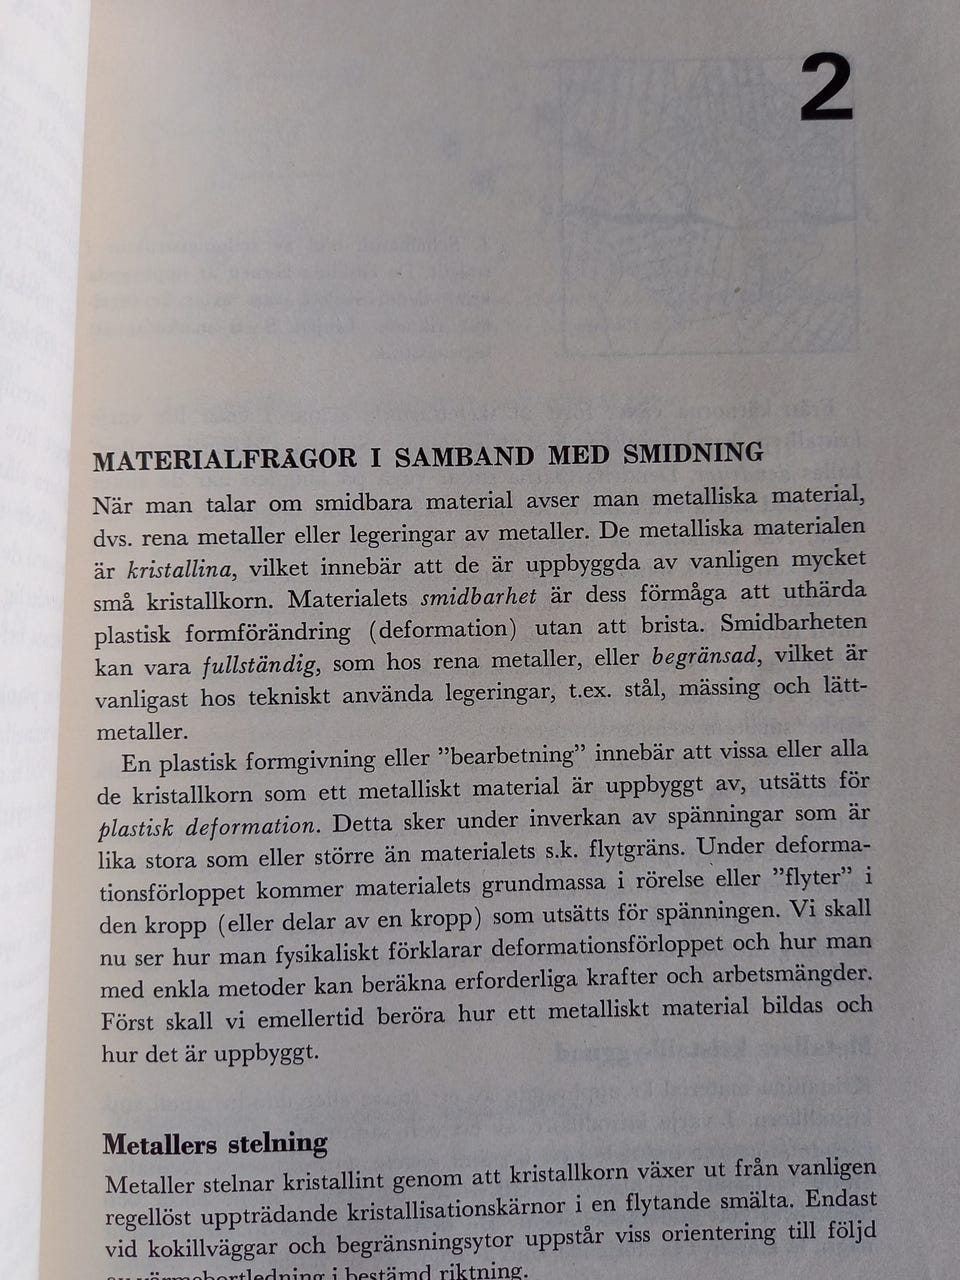 2
MATERIALFRÅGOR I SAMBAND MED SMIDNING
När man talar om smidbara material avser man metalliska material,
dvs. rena metaller eller legeringar av metaller. De metalliska materialen
är kristallina, vilket innebär att de är uppbyggda av vanligen mycket
små kristallkorn. Materialets smidbarhet är dess förmåga att uthärda
plastisk formförändring (deformation) utan att brista. Smidbarheten
kan vara fullständig, som hos rena metaller, eller begränsad, vilket är
vanligast hos tekniskt använda legeringar, t.ex. stål, mässing och lätt-
metaller.
En plastisk formgivning eller ”bearbetning” innebär att vissa eller alla
de kristallkorn som ett metalliskt material är uppbyggt av, utsätts för
plastisk deformation. Detta sker under inverkan av spänningar som är
lika stora som eller större än materialets s.k. flytgräns. Under deforma-
tionsförloppet kommer materialets grundmassa i rörelse eller ”flyter” i
den kropp (eller delar av en kropp) som utsätts för spänningen. Vi skall
nu ser hur man fysikaliskt förklarar deformationsförloppet och hur man
med enkla metoder kan beräkna erforderliga krafter och arbetsmängder.
Först skall vi emellertid beröra hur ett metalliskt material bildas och
hur det är uppbyggt.
Metallers stelning
Metaller stelnar kristallint genom att kristallkorn växer ut från vanligen
regellöst uppträdande kristallisationskärnor i en flytande smälta. Endast
vid kokillväggar och begränsningsytor uppstår viss orientering till följd
av värmebortledning i bestämd riktning.